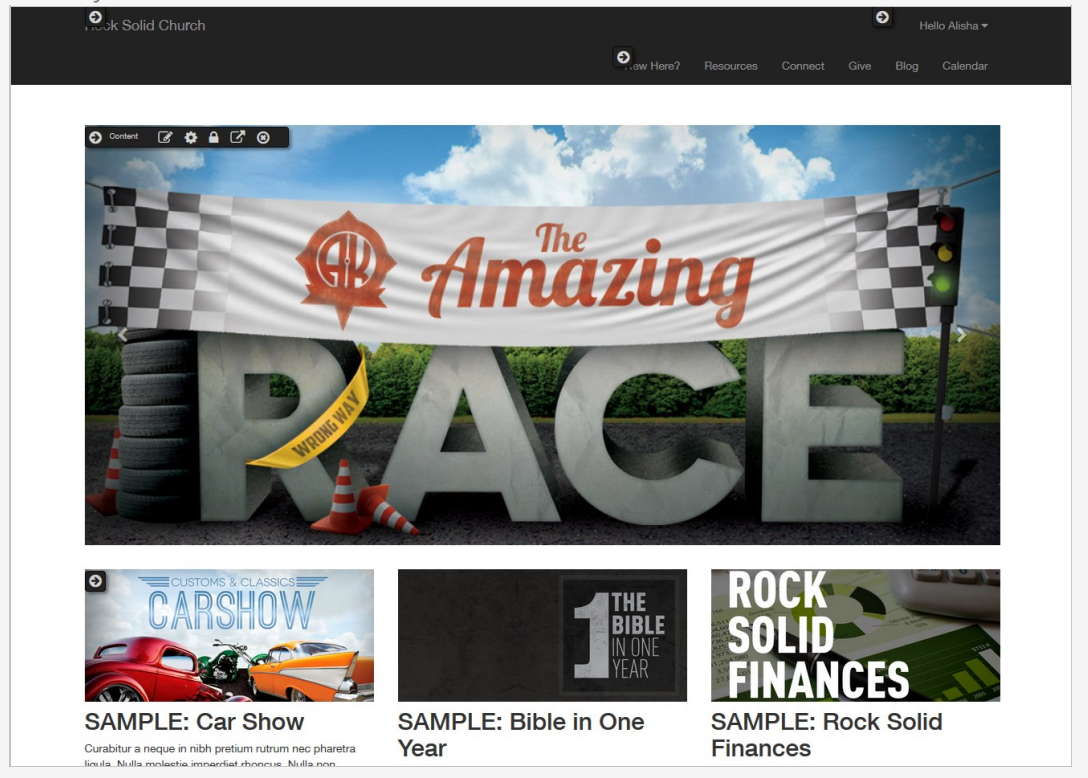 Rock Solid Church
Hello Alisha
New Here? Resources Connect Give Blog Calendar
Content
The
Amazing
RACE
WRONG WAY
CUSTOMS & CLASSICS
CARSHOW
1 THE
BIBLE
IN ONE
YEAR
ROCK
SOLID
FINANCES
SAMPLE: Car Show
SAMPLE: Bible in One
Year
SAMPLE: Rock Solid
Finances
Curabitur a neque in nibh pretium rutrum nec pharetra
ligula. Nulla molestie imperdiet rhoncus. Nulla non